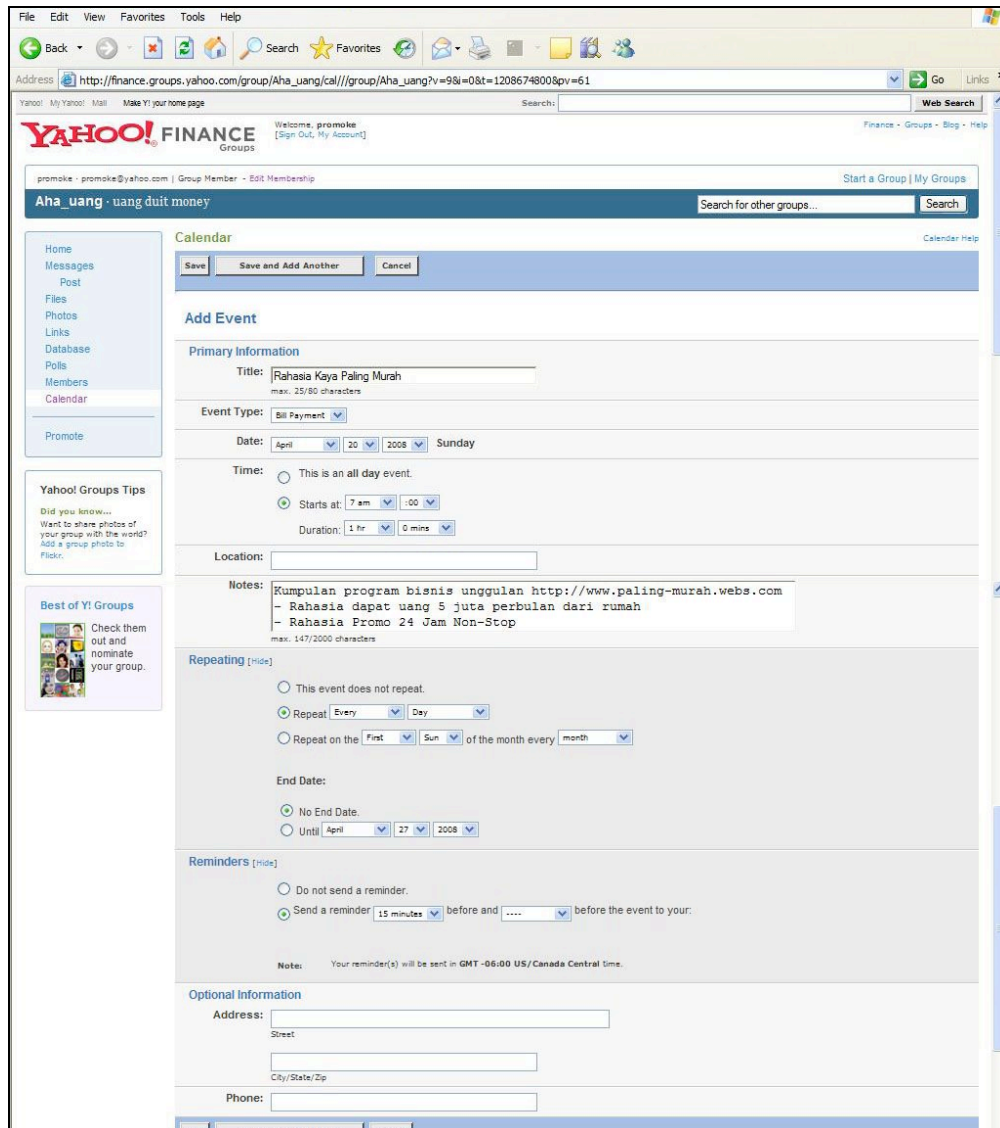 File Edit View Favorites Tools Help
Back Search Favorites
Address http://finance.groups.yahoo.com/group/Aha_uang/cal///group/Aha_uang?v=9&i=0&t=1208674800&pv=61 Go Links
Yahoo! My Yahoo! Mail Make Y! your home page Search: Web Search
YAHOO! FINANCE Groups
Welcome, promoke
[Sign Out, My Account]
Finance - Groups - Blog - Help
promoke - promoke@yahoo.com | Group Member - Edit Membership Start a Group | My Groups
Aha_uang · uang duit money Search for other groups... Search
Home
Messages
Post
Files
Photos
Links
Database
Polls
Members
Calendar
Promote
Yahoo! Groups Tips
Did you know...
Want to share photos of
your group with the world?
Add a group photo to
Flickr.
Best of Y! Groups
Check them
out and
nominate
your group.
Calendar Calendar Help
Save Save and Add Another Cancel
Add Event
Primary Information
Title: Rahasia Kaya Paling Murah
max. 25/80 characters
Event Type: Bill Payment
Date: April 20 2008 Sunday
Time: This is an all day event.
Starts at: 7 am :00
Duration: 1 hr 0 mins
Location:
Notes: Kumpulan program bisnis unggulan http://www.paling-murah.webs.com
- Rahasia dapat uang 5 juta perbulan dari rumah
- Rahasia Promo 24 Jam Non-Stop
max. 147/2000 characters
Repeating [Hide]
This event does not repeat.
Repeat Every Day
Repeat on the First Sun of the month every month
End Date:
No End Date.
Until April 27 2008
Reminders [Hide]
Do not send a reminder.
Send a reminder 15 minutes before and ---- before the event to your:
Note: Your reminder(s) will be sent in GMT -06:00 US/Canada Central time.
Optional Information
Address:
Street
City/State/Zip
Phone: